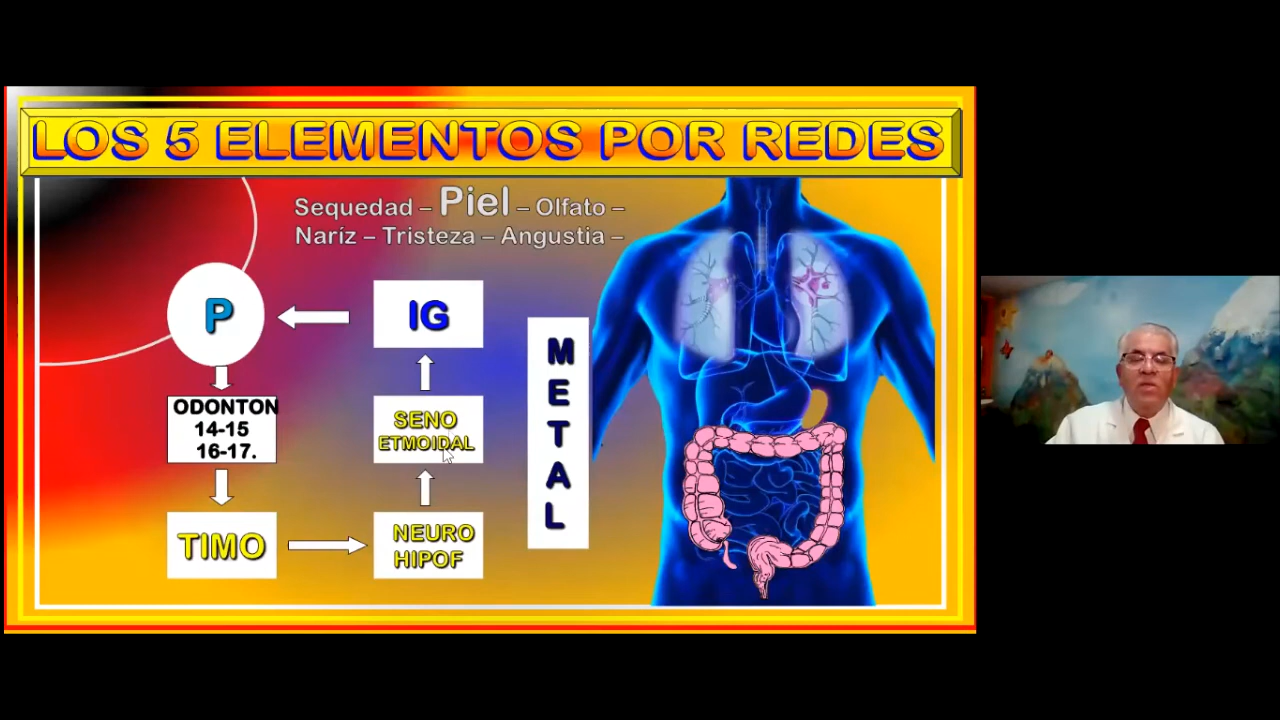 LOS 5 ELEMENTOS POR REDES
Sequedad – Piel – Olfato –
Naríz – Tristeza – Angustia –
P
IG
ODONTON
14-15
16-17.
SENO
ETMOIDAL
TIMO
NEURO
HIPOF
METAL